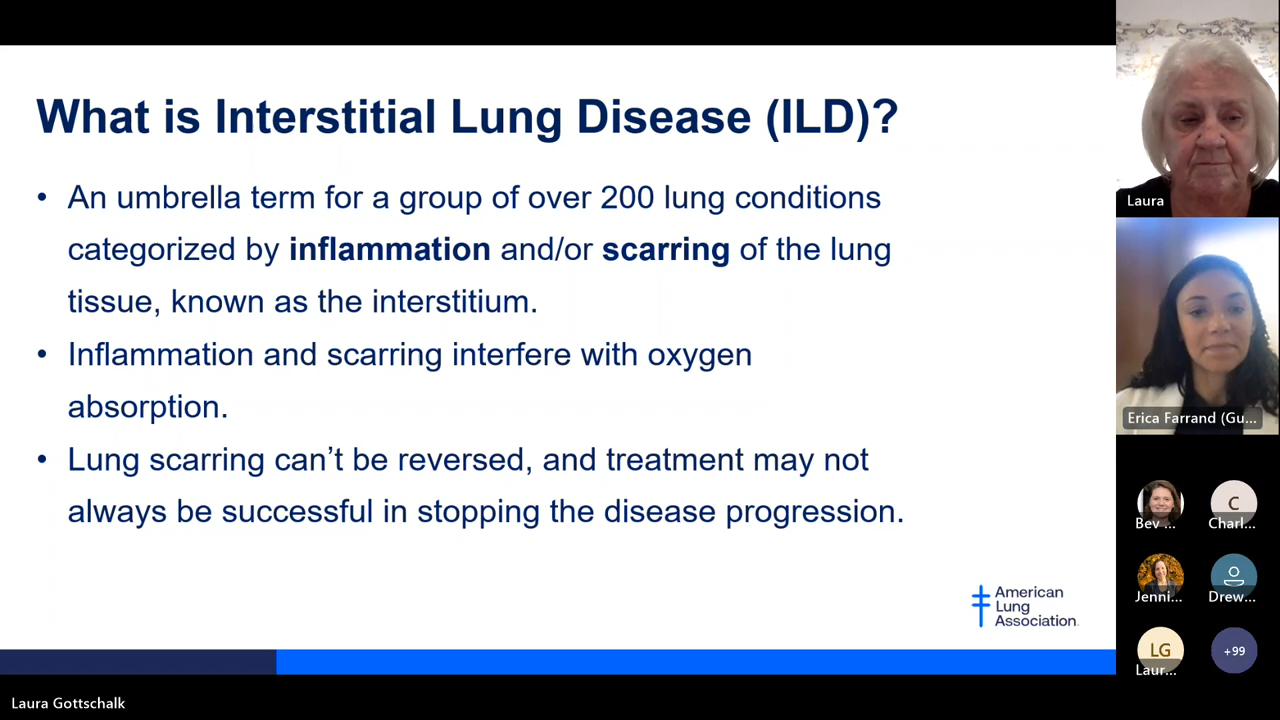 What is Interstitial Lung Disease (ILD)?
• An umbrella term for a group of over 200 lung conditions
categorized by inflammation and/or scarring of the lung
tissue, known as the interstitium.
• Inflammation and scarring interfere with oxygen
absorption.
• Lung scarring can’t be reversed, and treatment may not
always be successful in stopping the disease progression.
American
Lung
Association.
Laura
Erica Farrand (Gu...
C
Bev ...
Charl...
Jenni...
Drew...
LG
+99
Laur...
Laura Gottschalk